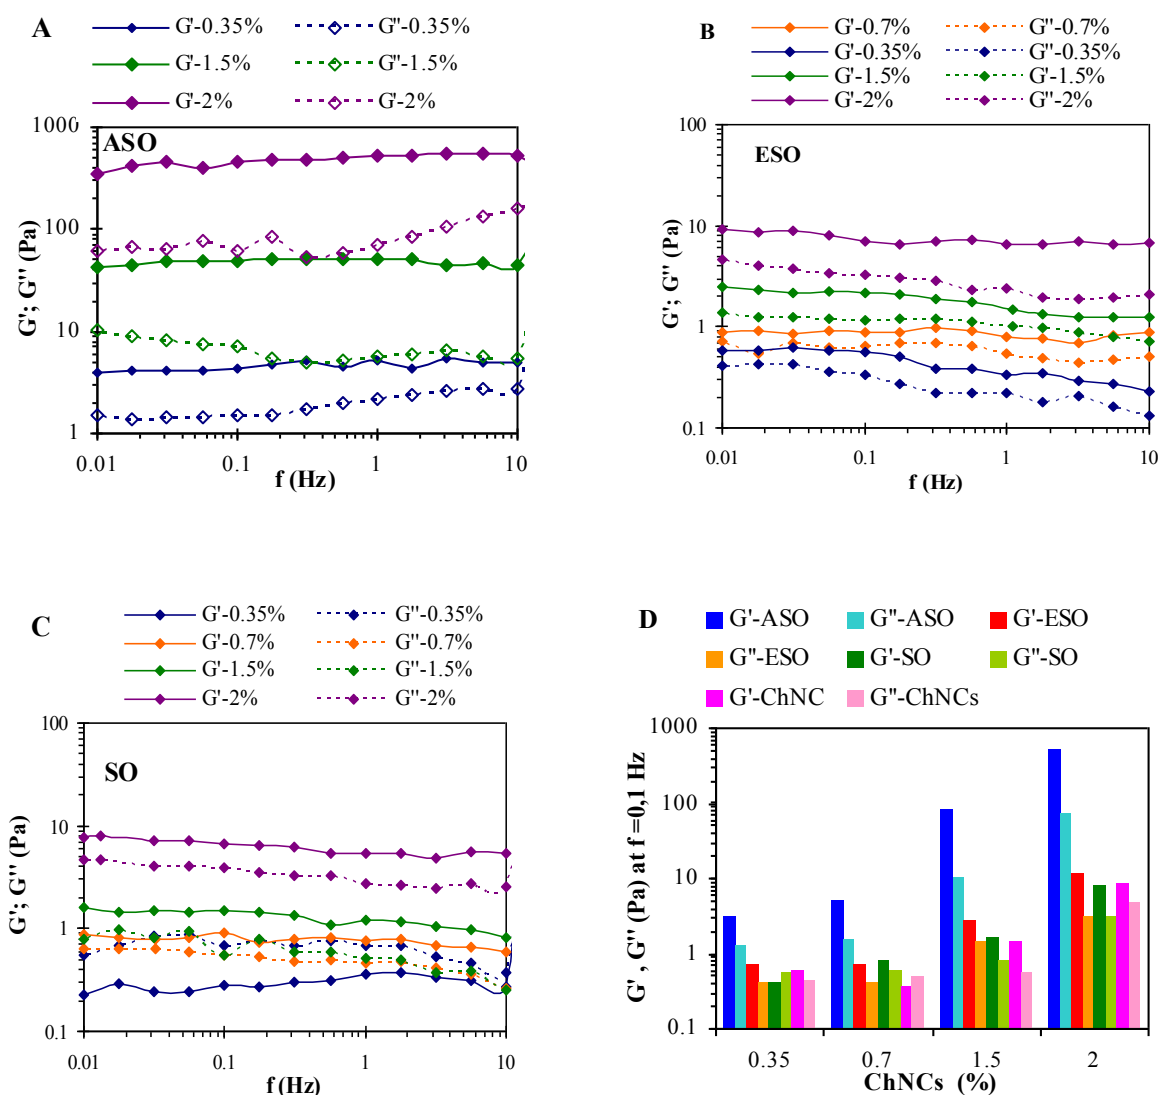 A
G'-0.35% G''-0.35%
G'-1.5% G''-1.5%
G'-2% G'-2%
1006
ASO
100
10
1
0.01 0.1 1 10
f (Hz)
G'; G'' (Pa)
B
G'-0.7% G''-0.7%
G'-0.35% G''-0.35%
G'-1.5% G'-1.5%
G'-2% G''-2%
100
ESO
10
1
0.1
0.01 0.1 1 10
f (Hz)
G'; G'' (Pa)
C
G'-0.35% G''-0.35%
G'-0.7% G''-0.7%
G'-1.5% G''-1.5%
G'-2% G''-2%
100
SO
10
1
0.1
0.01 0.1 1 10
f (Hz)
G'; G'' (Pa)
D
G'-ASO G''-ASO G'-ESO
G''-ESO G'-SO G''-SO
G'-ChNC G''-ChNCs
1000
100
10
1
0.1
0.35 0.7 1.5 2
ChNCs (%)
G' , G'' (Pa) at f =0,1 Hz